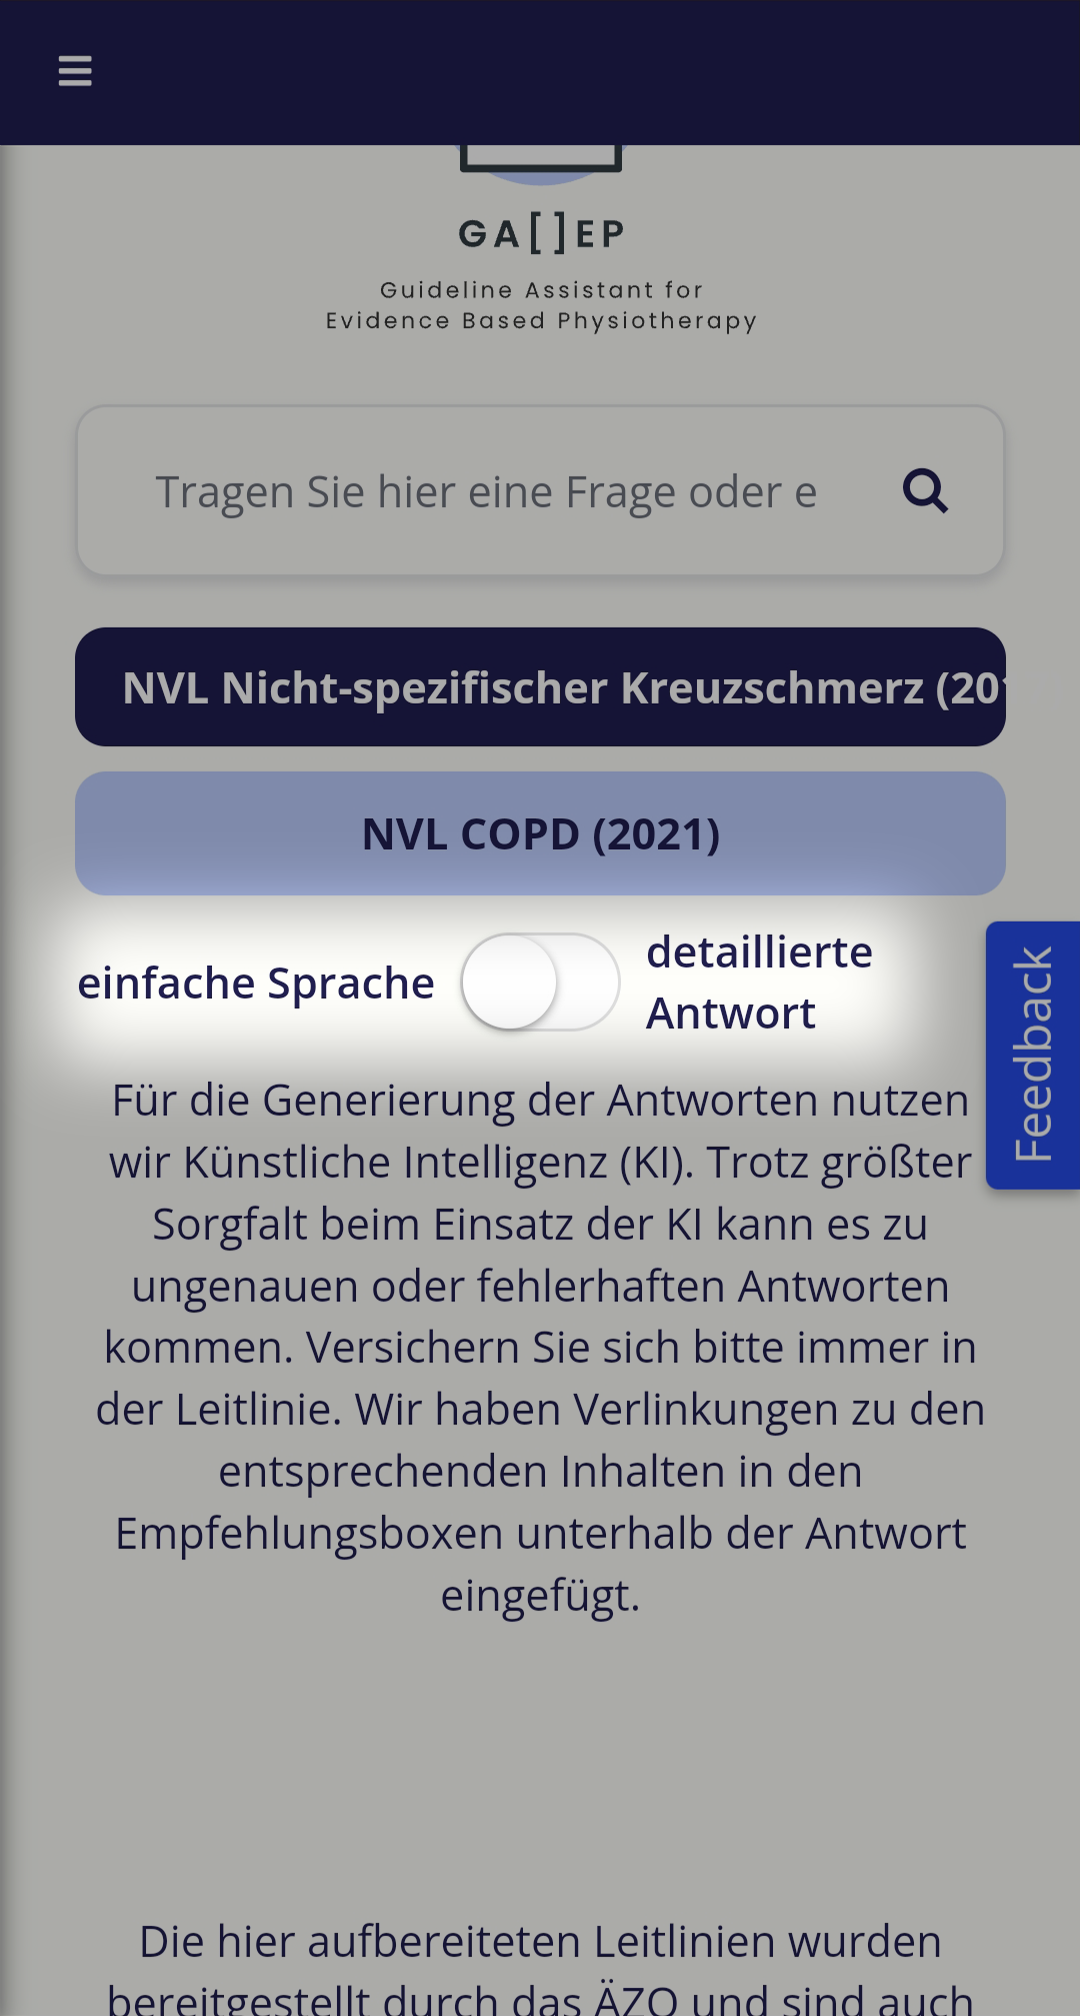 GA[]EP
Guideline Assistant for
Evidence Based Physiotherapy
Tragen Sie hier eine Frage oder e
NVL Nicht-spezifischer Kreuzschmerz (20
NVL COPD (2021)
einfache Sprache
detaillierte
Antwort
Feedback
Für die Generierung der Antworten nutzen
wir Künstliche Intelligenz (KI). Trotz größter
Sorgfalt beim Einsatz der KI kann es zu
ungenauen oder fehlerhaften Antworten
kommen. Versichern Sie sich bitte immer in
der Leitlinie. Wir haben Verlinkungen zu den
entsprechenden Inhalten in den
Empfehlungsboxen unterhalb der Antwort
eingefügt.
Die hier aufbereiteten Leitlinien wurden
bereitgestellt durch das ÄZQ und sind auch